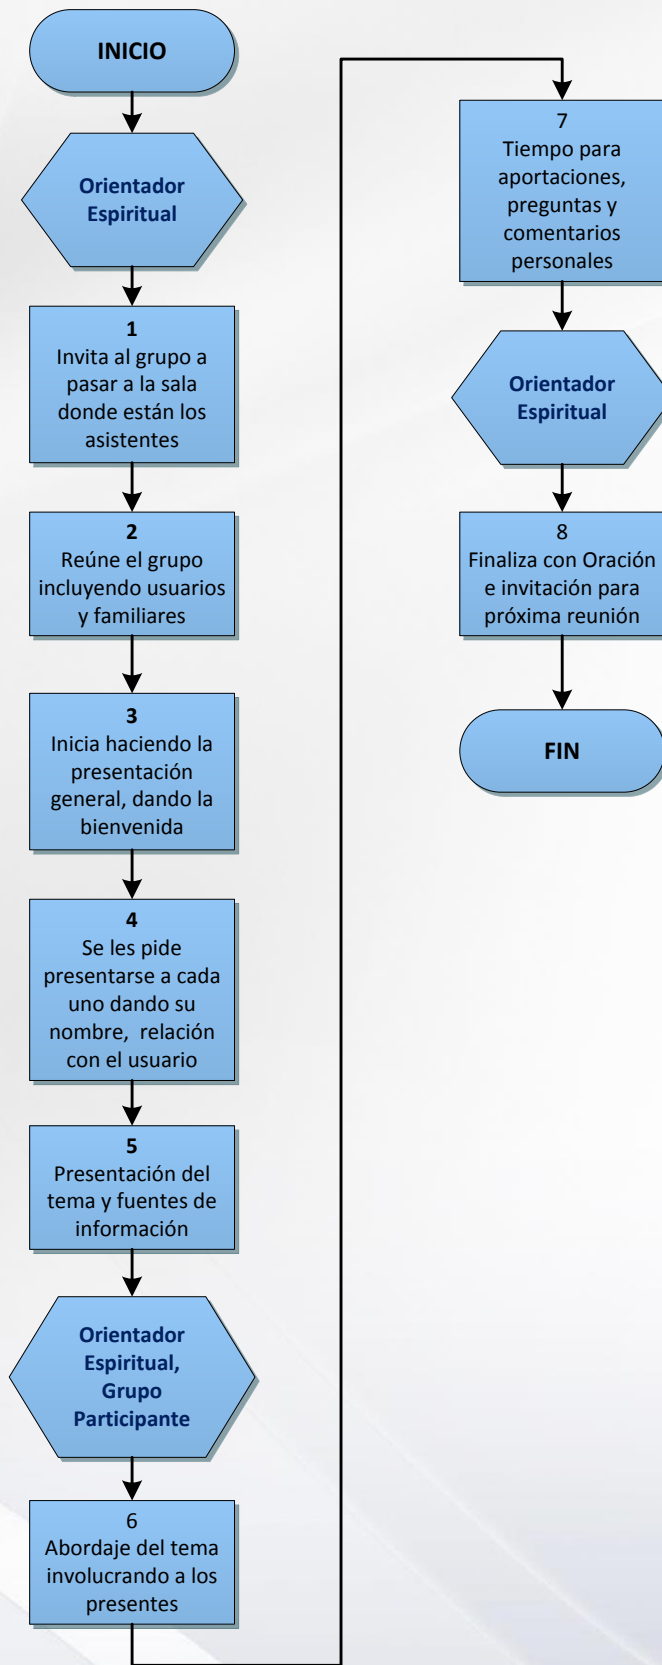 INICIO
Orientador
Espiritual
1
Invita al grupo a
pasar a la sala
donde están los
asistentes
2
Reúne el grupo
incluyendo usuarios
y familiares
3
Inicia haciendo la
presentación
general, dando la
bienvenida
4
Se les pide
presentarse a cada
uno dando su
nombre, relación
con el usuario
5
Presentación del
tema y fuentes de
información
Orientador
Espiritual,
Grupo
Participante
6
Abordaje del tema
involucrando a los
presentes
7
Tiempo para
aportaciones,
preguntas y
comentarios
personales
Orientador
Espiritual
8
Finaliza con Oración
e invitación para
próxima reunión
FIN